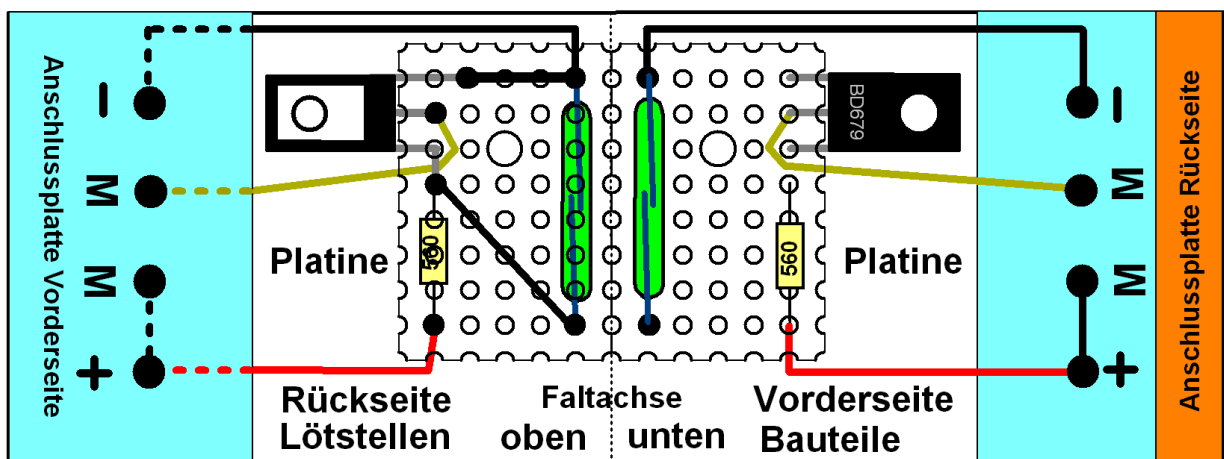 Anschlussplatte Vorderseite
−
M
M
+
Platine
560
Rückseite
Lötstellen
Faltachse
oben
unten
BD679
560
Platine
Vorderseite
Bauteile
−
M
M
+
Anschlussplatte Rückseite